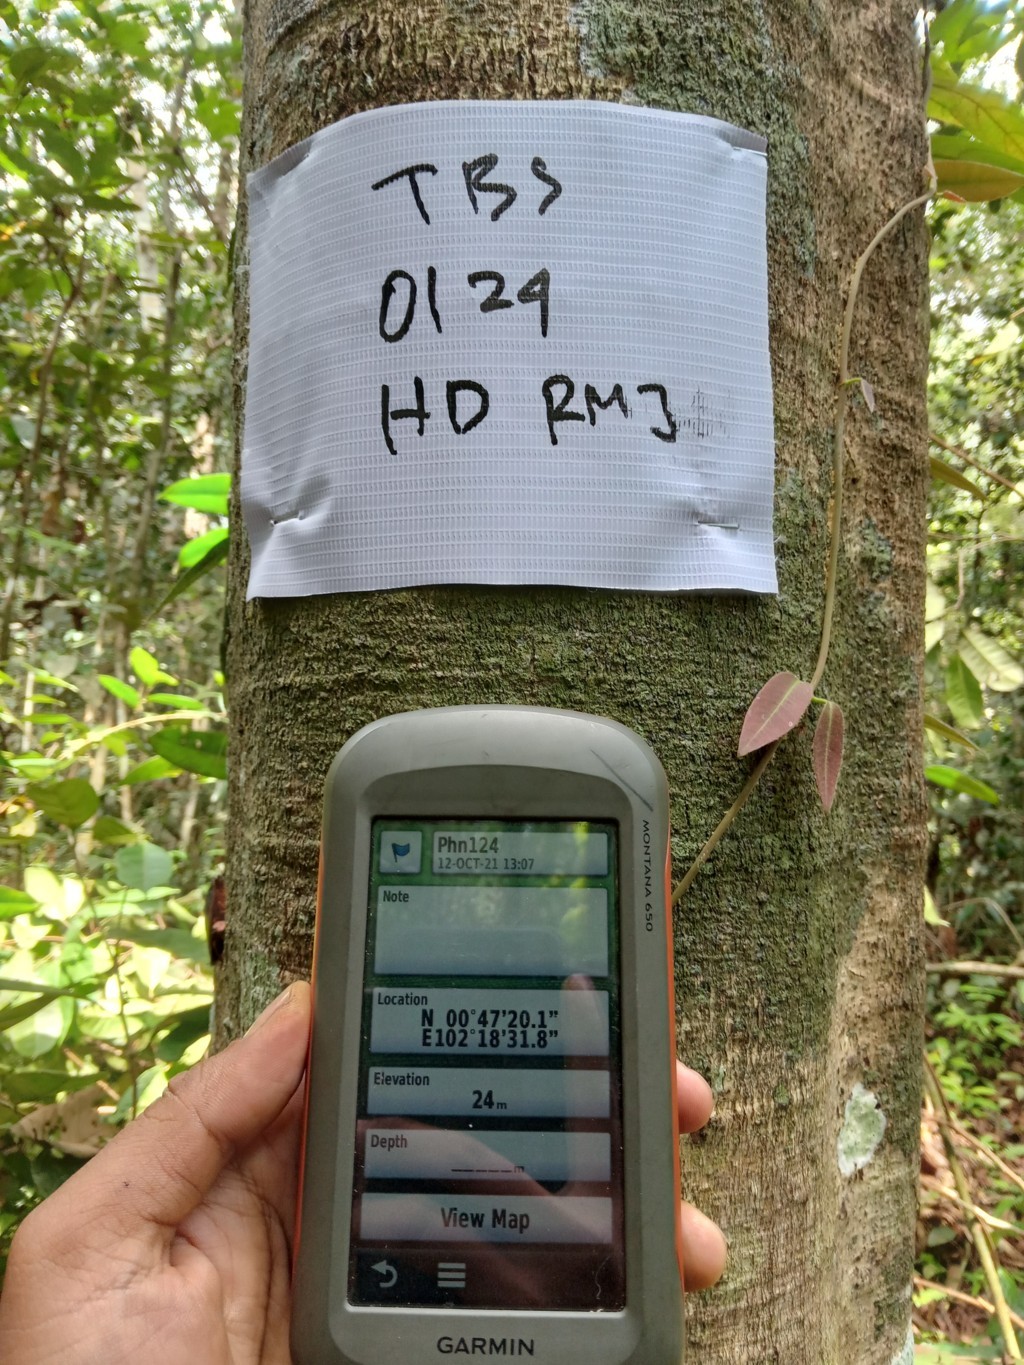 TBS
0124
HD RMJ
MONTANA 650
Phn124
12-OCT-21 13:07
Note
Location
N 00°47'20.1"
E102°18'31.8"
Elevation
24m
Depth
_____m
View Map
GARMIN